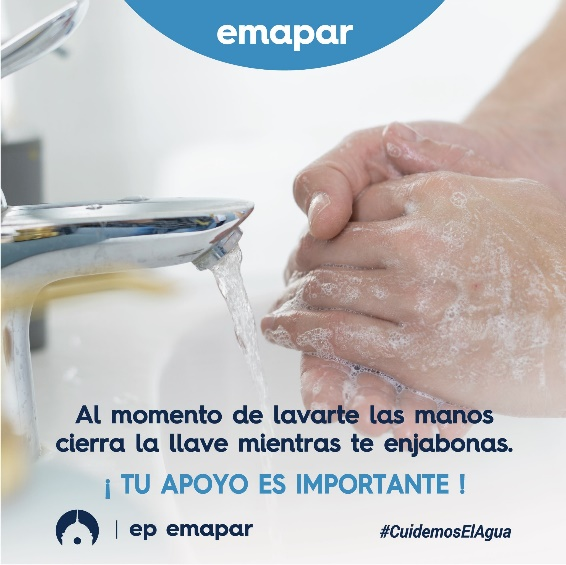 emapar
Al momento de lavarte las manos
cierra la llave mientras te enjabonas.
¡ TU APOYO ES IMPORTANTE !
ep emapar
#CuidemosElAgua